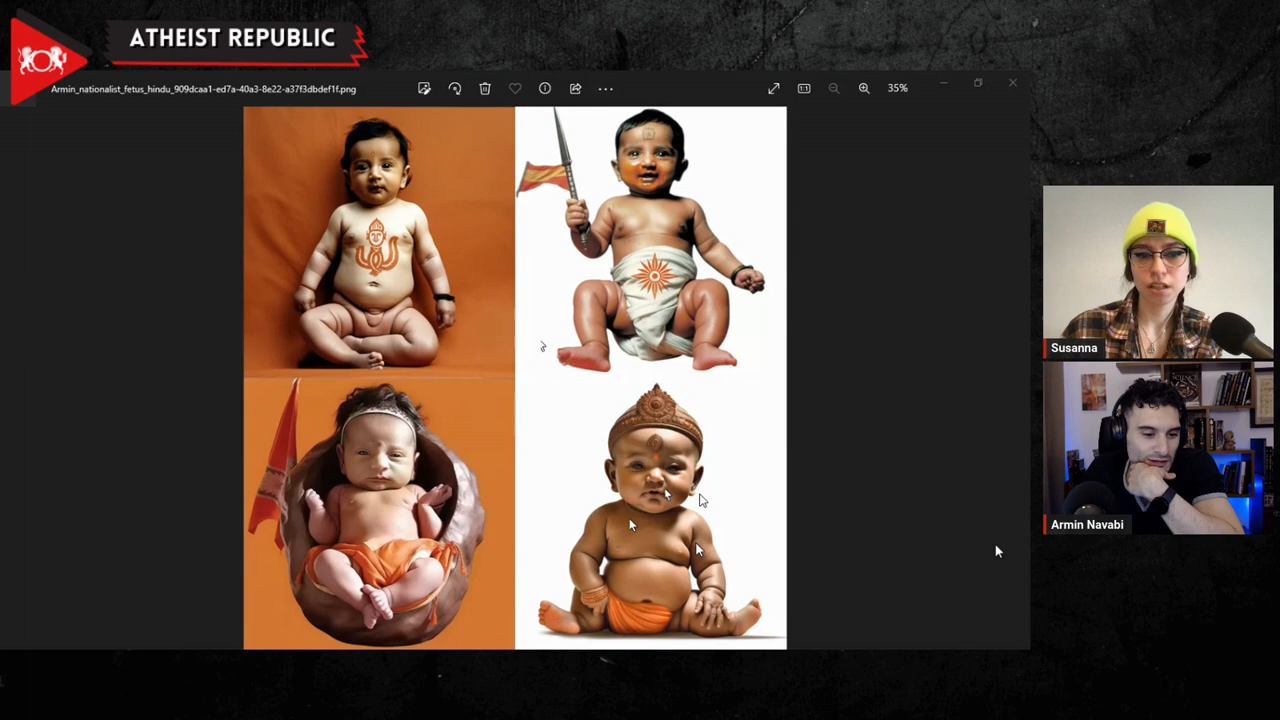 ATHEIST REPUBLIC
Armin_nationalist_fetus_hindu_909dcaa1-ed7a-40a3-8e22-a37f3dbdef1f.png
35%
Susanna
Armin Navabi